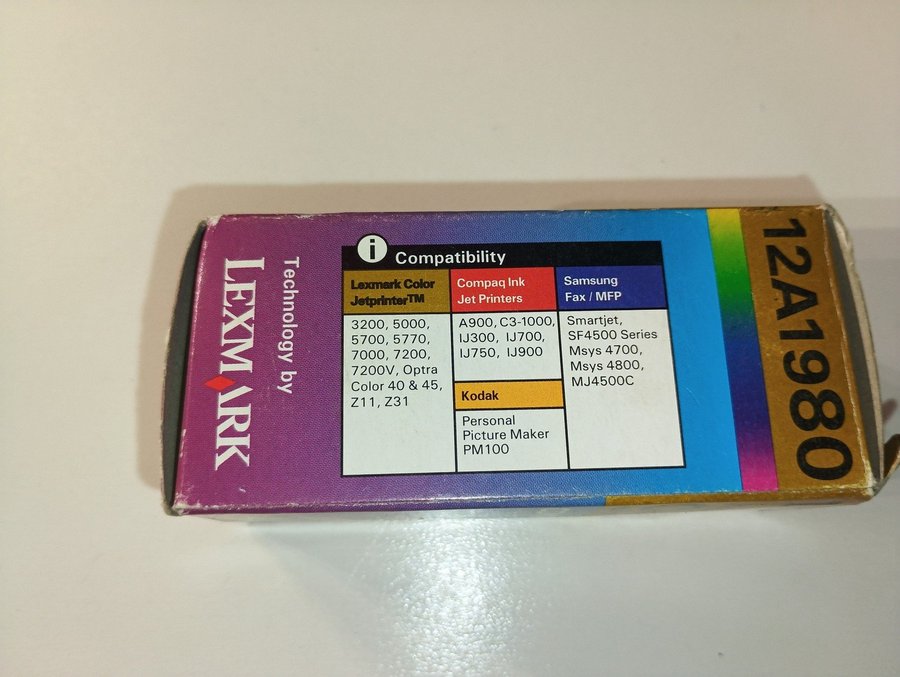 Technology by
LEXMARK
i Compatibility
Lexmark Color
Jetprinter™
3200, 5000,
5700, 5770,
7000, 7200,
7200V, Optra
Color 40 & 45,
Z11, Z31
Compaq Ink
Jet Printers
A900, C3-1000,
IJ300, IJ700,
IJ750, IJ900
Kodak
Personal
Picture Maker
PM100
Samsung
Fax / MFP
Smartjet,
SF4500 Series
Msys 4700,
Msys 4800,
MJ4500C
12A1980